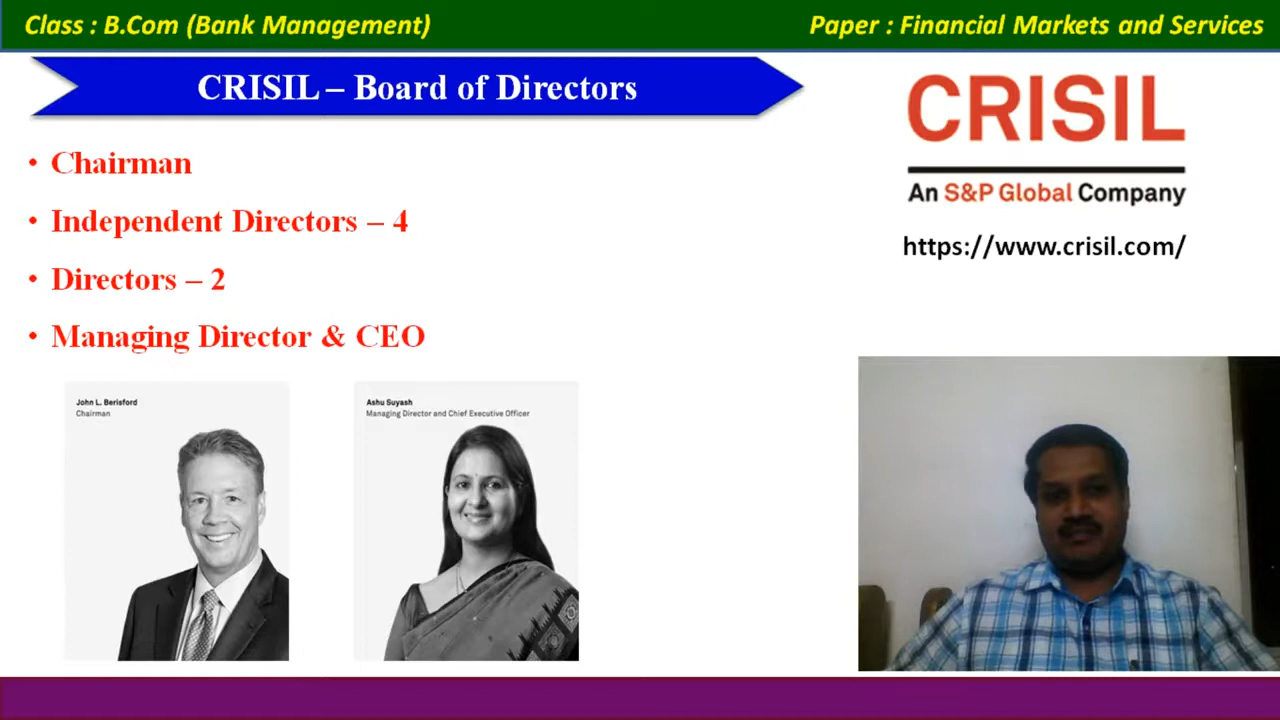 Class : B.Com (Bank Management)
Paper : Financial Markets and Services
CRISIL – Board of Directors
CRISIL
An S&P Global Company
https://www.crisil.com/
• Chairman
• Independent Directors – 4
• Directors – 2
• Managing Director & CEO
John L. Berisford
Chairman
Ashu Suyash
Managing Director and Chief Executive Officer